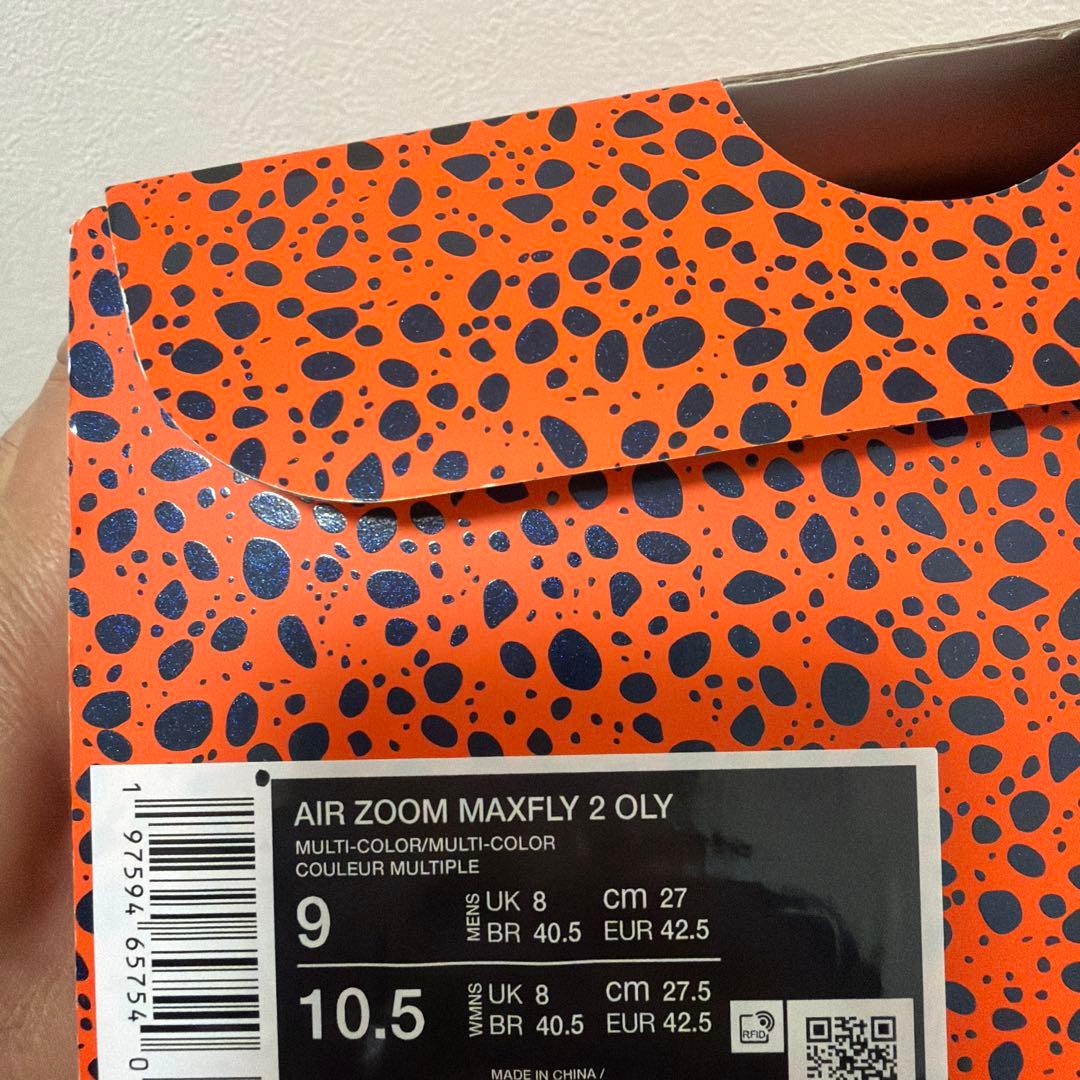 AIR ZOOM MAXFLY 2 OLY
MULTI-COLOR/MULTI-COLOR
COULEUR MULTIPLE
9
MENS
UK 8 cm 27
BR 40.5 EUR 42.5
10.5
WMNS
UK 8 cm 27.5
BR 40.5 EUR 42.5
RFID
MADE IN CHINA /
1 97594 65754 0